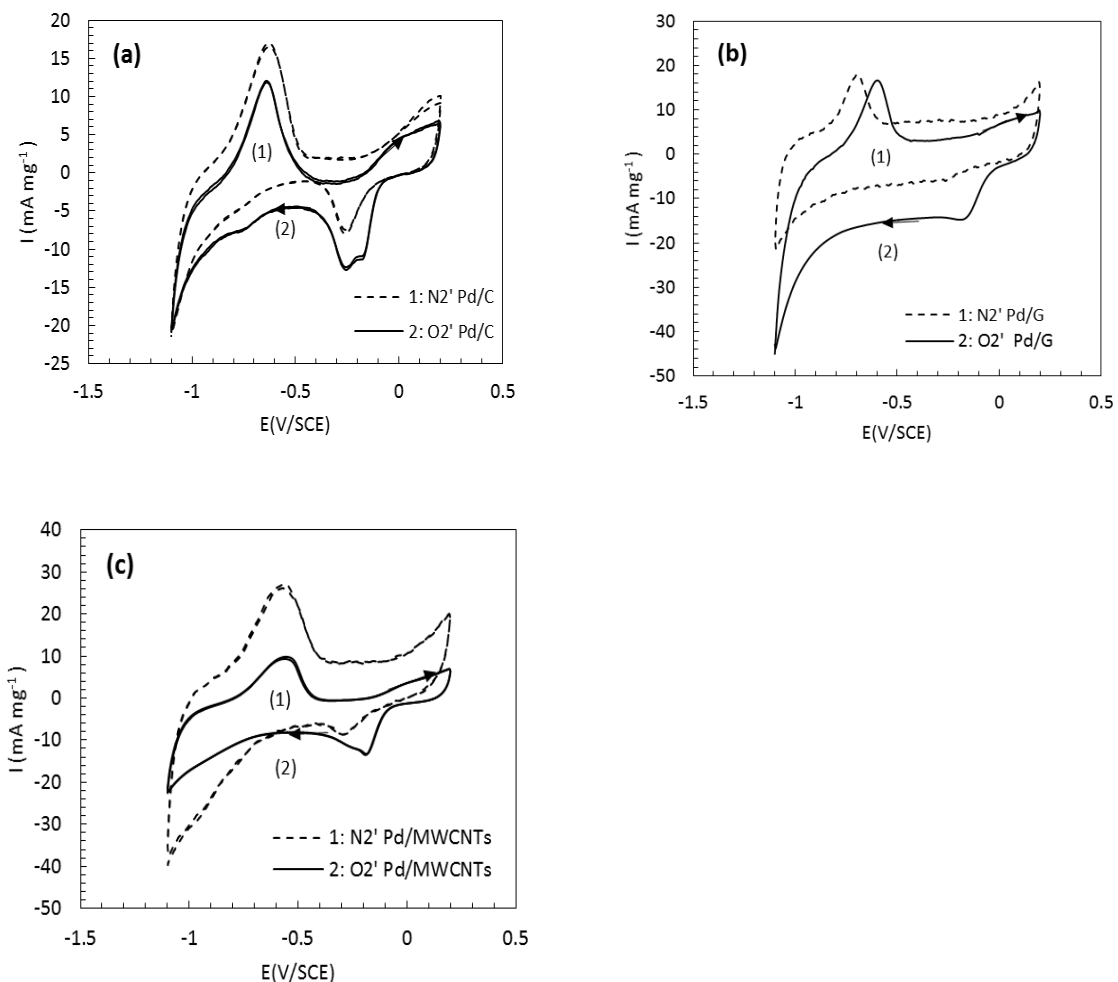 (a)
I (mA mg⁻¹)
20
15
10
5
0
-5
-10
-15
-20
-25
(1)
(2)
1: N2' Pd/C
2: O2' Pd/C
-1.5 -1 -0.5 0 0.5
E(V/SCE)
(b)
I (mA mg⁻¹)
30
20
10
0
-10
-20
-30
-40
-50
(1)
(2)
1: N2' Pd/G
2: O2' Pd/G
-1.5 -1 -0.5 0 0.5
E(V/SCE)
(c)
I (mA mg⁻¹)
40
30
20
10
0
-10
-20
-30
-40
-50
(1)
(2)
1: N2' Pd/MWCNTs
2: O2' Pd/MWCNTs
-1.5 -1 -0.5 0 0.5
E(V/SCE)